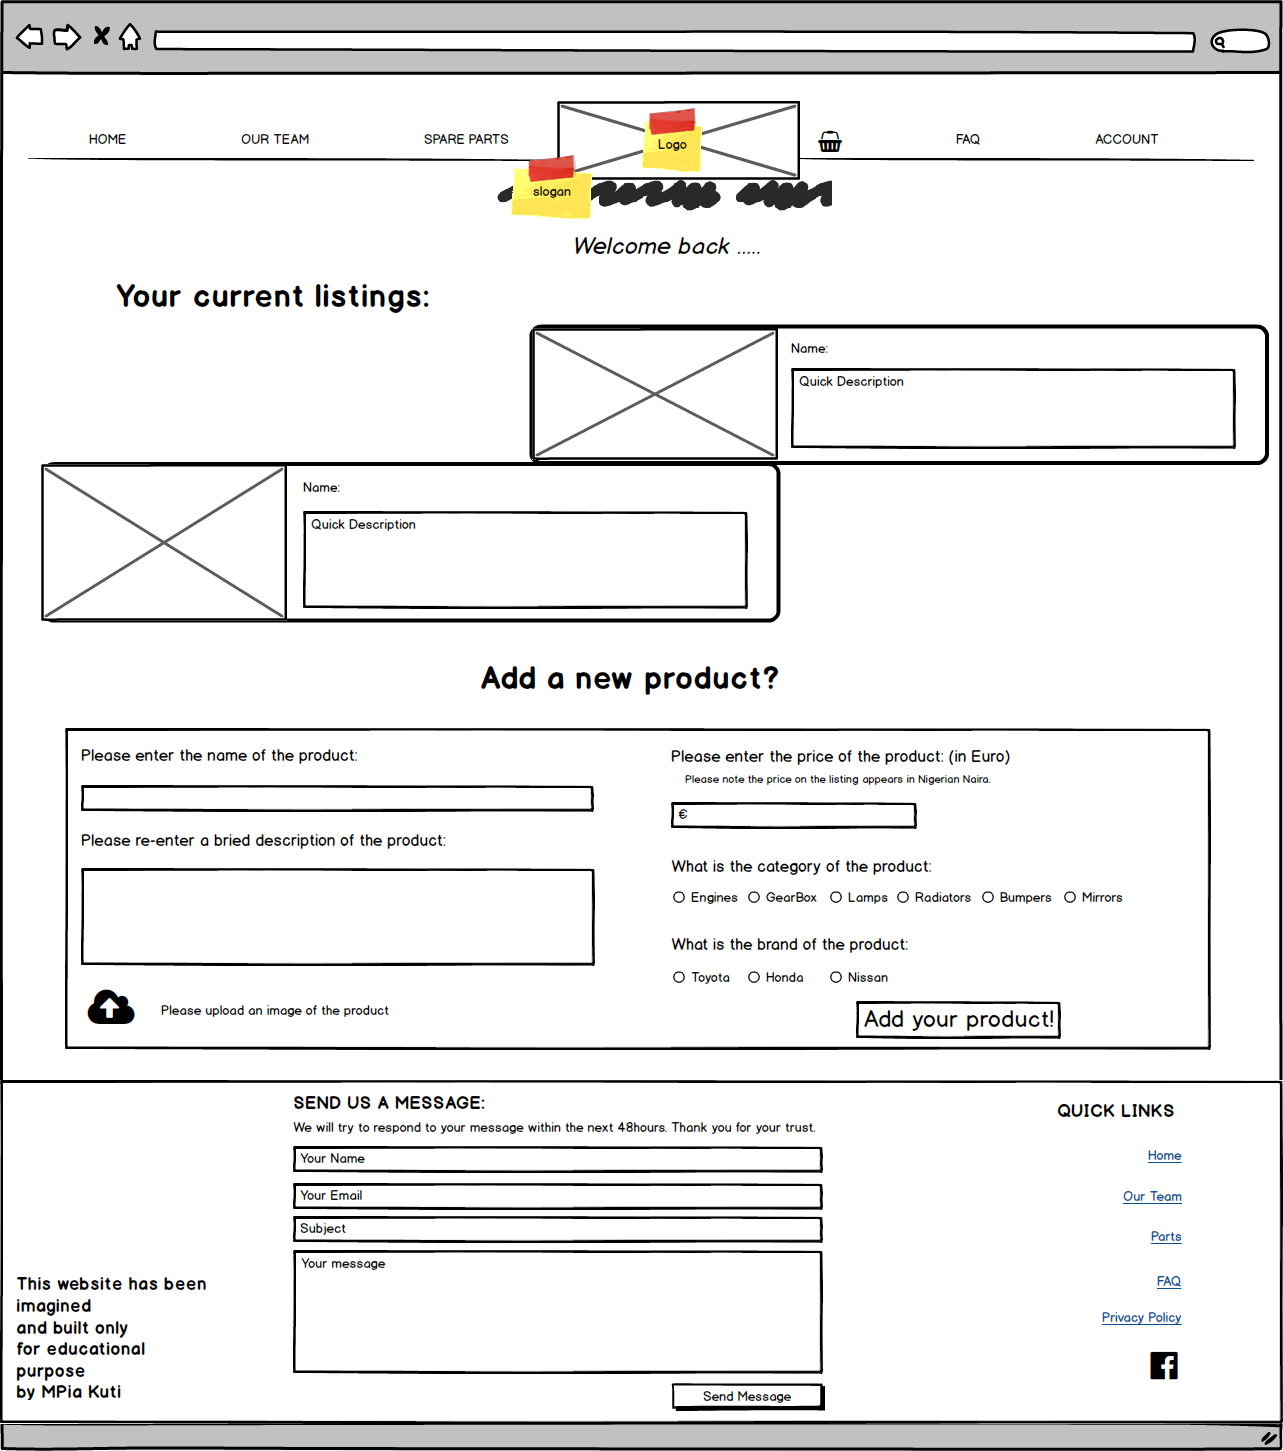 HOME OUR TEAM SPARE PARTS Logo FAQ ACCOUNT
slogan
Welcome back .....
Your current listings:
Name:
Quick Description
Name:
Quick Description
Add a new product?
Please enter the name of the product:
Please re-enter a bried description of the product:
Please upload an image of the product
Please enter the price of the product: (in Euro)
Please note the price on the listing appears in Nigerian Naira.
€
What is the category of the product:
Engines GearBox Lamps Radiators Bumpers Mirrors
What is the brand of the product:
Toyota Honda Nissan
Add your product!
This website has been
imagined
and built only
for educational
purpose
by MPia Kuti
SEND US A MESSAGE:
We will try to respond to your message within the next 48hours. Thank you for your trust.
Your Name
Your Email
Subject
Your message
Send Message
QUICK LINKS
Home
Our Team
Parts
FAQ
Privacy Policy